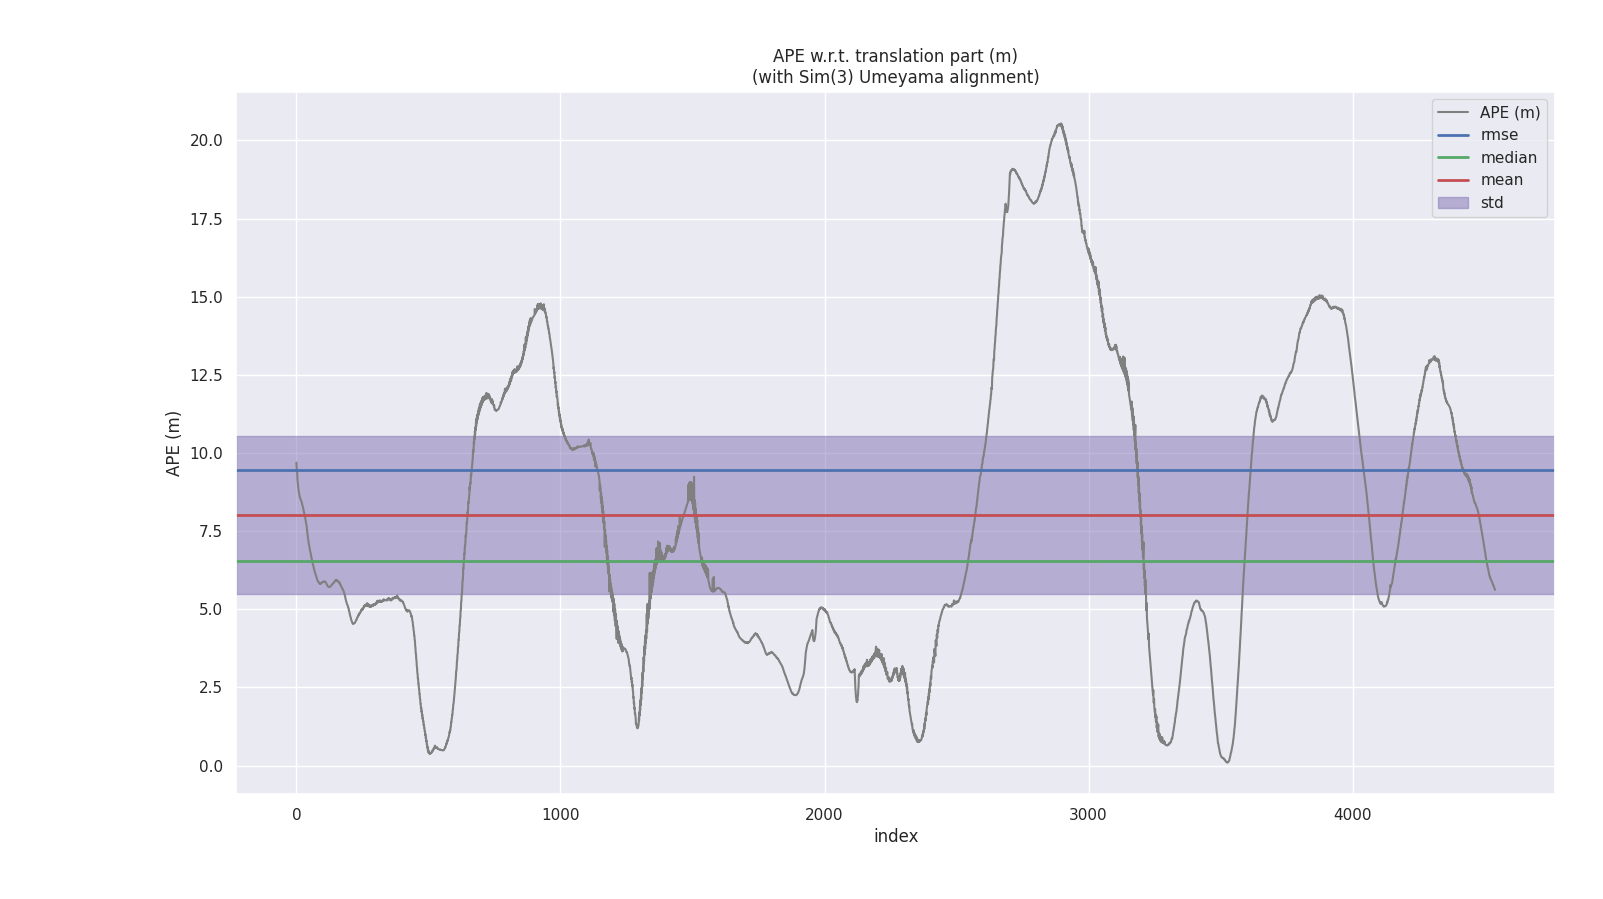 APE w.r.t. translation part (m)
(with Sim(3) Umeyama alignment)
APE (m)
rmse
median
mean
std
20.0
17.5
15.0
12.5
10.0
7.5
5.0
2.5
0.0
APE (m)
0
1000
2000
3000
4000
index